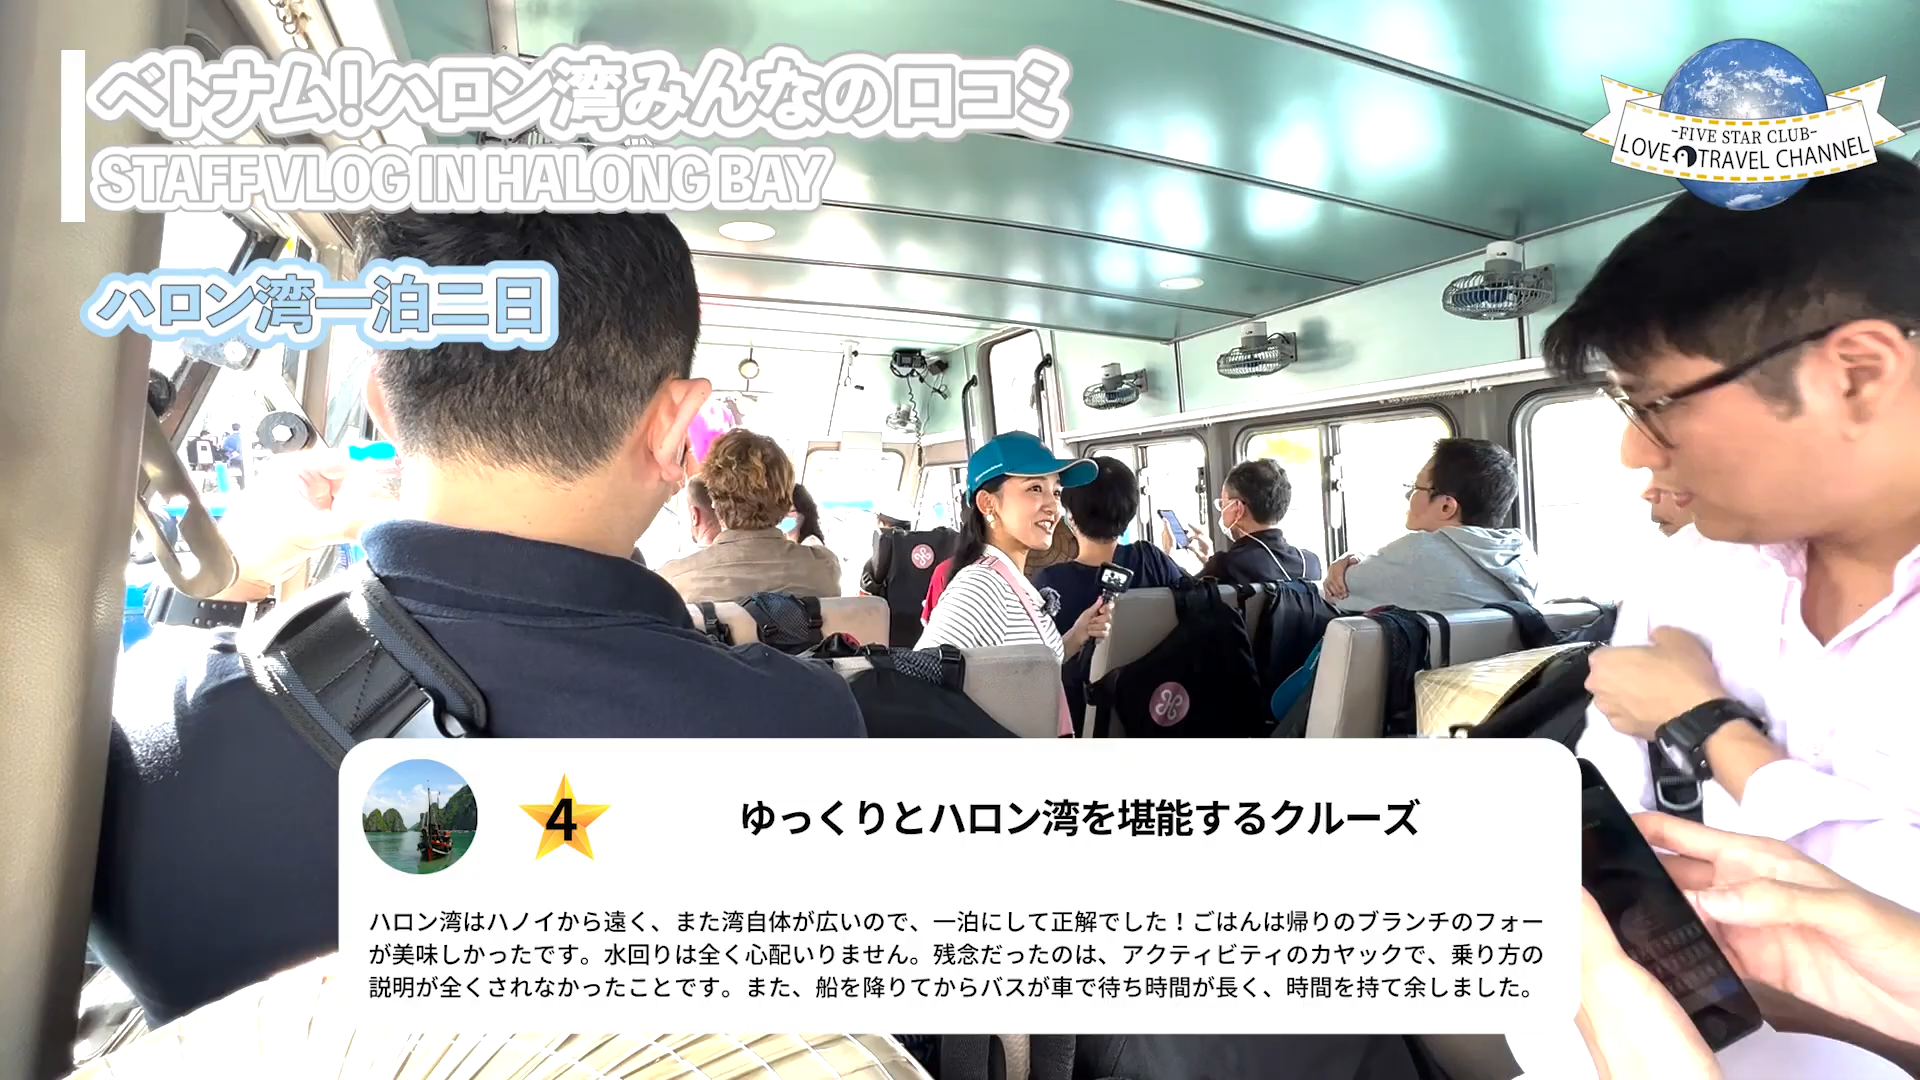 ベトナム!ハロン湾みんなの口コミ
STAFF VLOG IN HALONG BAY
-FIVE STAR CLUB-
LOVE TRAVEL CHANNEL
ハロン湾一泊二日
4
ゆっくりとハロン湾を堪能するクルーズ
ハロン湾はハノイから遠く、また湾自体が広いので、一泊にして正解でした！ごはんは帰りのブランチのフォー
が美味しかったです。水回りは全く心配いりません。残念だったのは、アクティビティのカヤックで、乗り方の
説明が全くされなかったことです。また、船を降りてからバスが車で待ち時間が長く、時間を持て余しました。